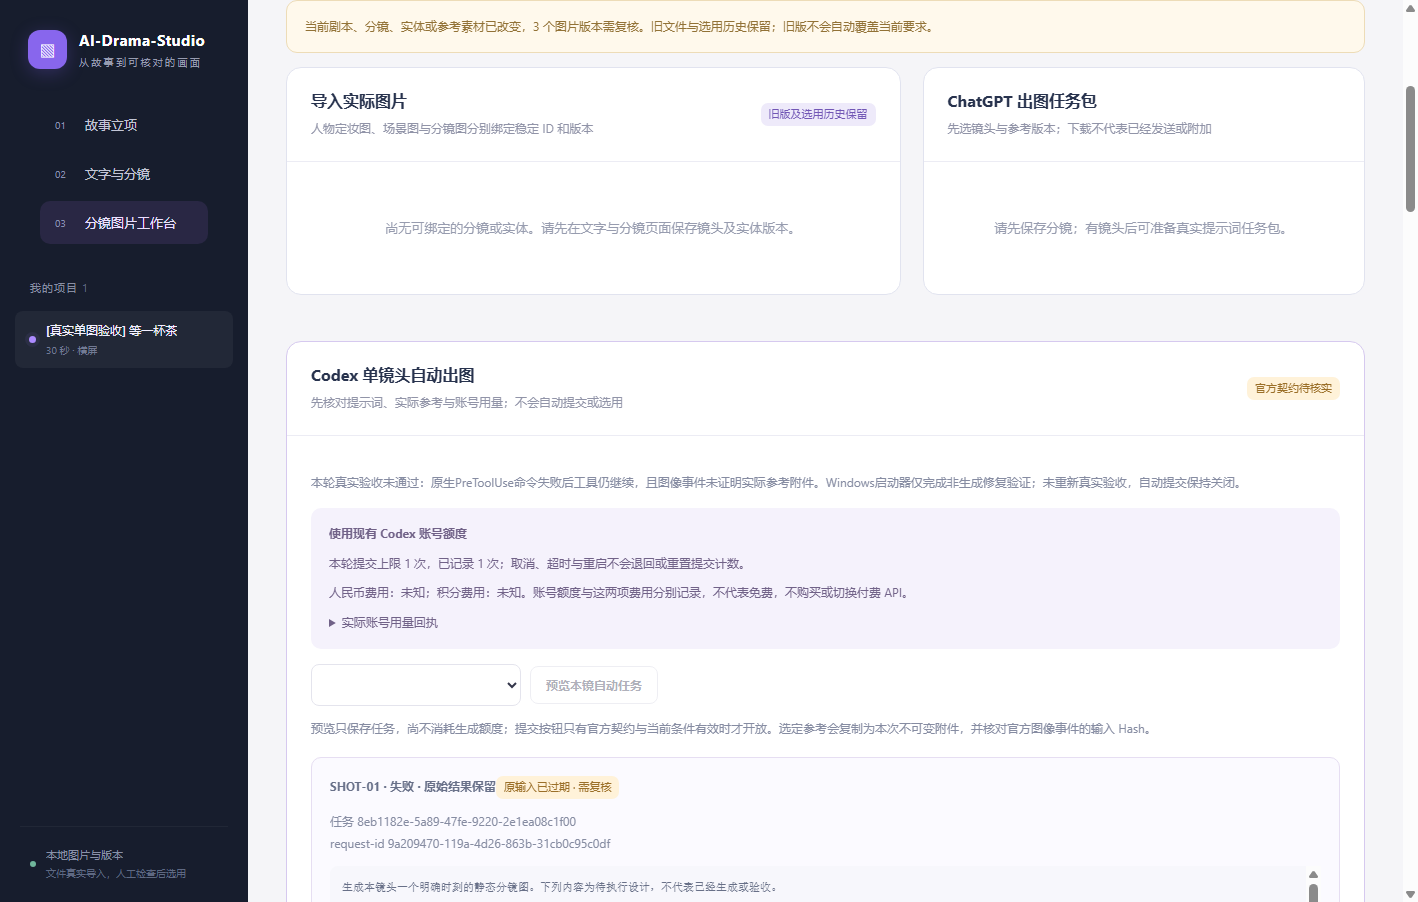 AI-Drama-Studio
从故事到可核对的画面
01 故事立项
02 文字与分镜
03 分镜图片工作台
我的项目 1
[真实单图验收] 等一杯茶
30 秒 · 横屏
本地图片与版本
文件真实导入，人工检查后选用
当前剧本、分镜、实体或参考素材已改变，3 个图片版本需复核。旧文件与选用历史保留；旧版不会自动覆盖当前要求。
导入实际图片
人物定妆图、场景图与分镜图分别绑定稳定 ID 和版本
旧版及选用历史保留
尚无可绑定的分镜或实体。请先在文字与分镜页面保存镜头及实体版本。
ChatGPT 出图任务包
先选镜头与参考版本；下载不代表已经发送或附加
请先保存分镜；有镜头后可准备真实提示词任务包。
Codex 单镜头自动出图
先核对提示词、实际参考与账号用量；不会自动提交或选用
官方契约待核实
本轮真实验收未通过：原生PreToolUse命令失败后工具仍继续，且图像事件未证明实际参考附件。Windows启动器仅完成非生成修复验证；未重新真实验收，自动提交保持关闭。
使用现有 Codex 账号额度
本轮提交上限 1 次，已记录 1 次；取消、超时与重启不会退回或重置提交计数。
人民币费用：未知；积分费用：未知。账号额度与这两项费用分别记录，不代表免费，不购买或切换付费 API。
▶ 实际账号用量回执
预览本镜自动任务
预览只保存任务，尚不消耗生成额度；提交按钮只有官方契约与当前条件有效时才开放。选定参考会复制为本次不可变附件，并核对官方图像事件的输入 Hash。
SHOT-01 · 失败 · 原始结果保留 原输入已过期 · 需复核
任务 8eb1182e-5a89-47fe-9220-2e1ea08c1f00
request-id 9a209470-119a-4d26-863b-31cb0c95c0df
生成本镜头一个明确时刻的静态分镜图。下列内容为待执行设计，不代表已经生成或验收。